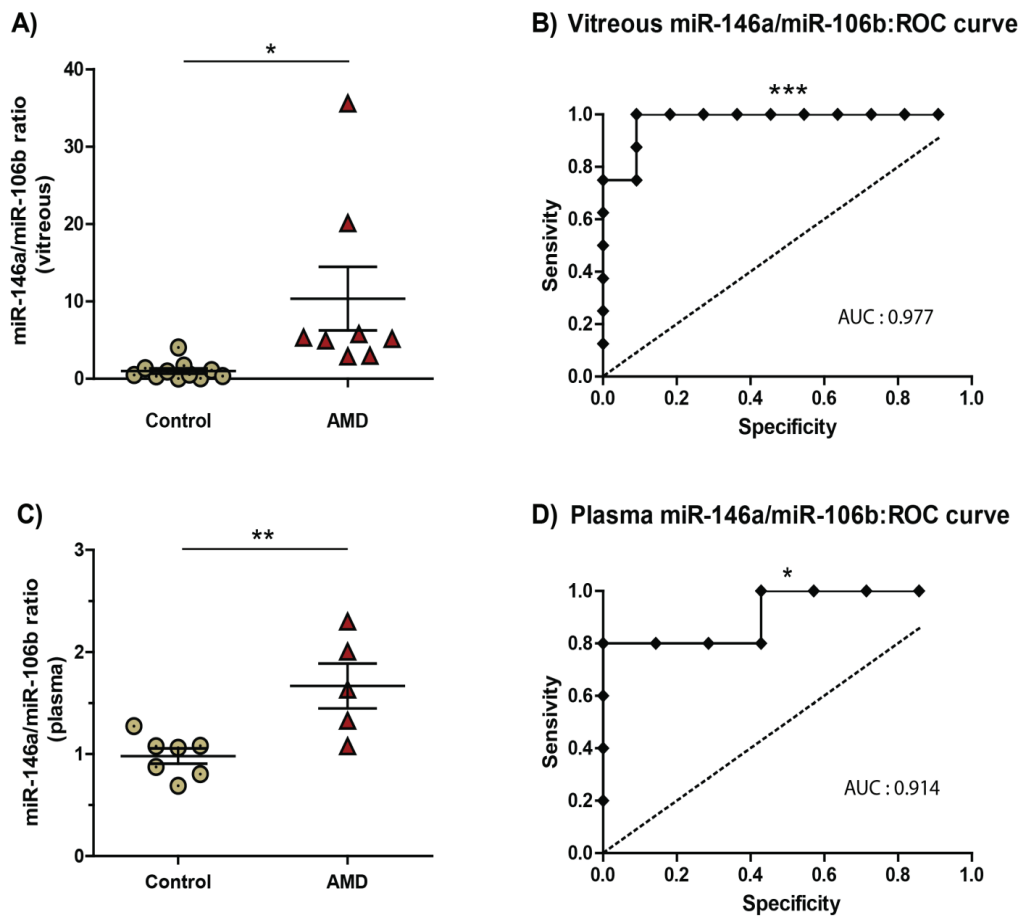 A)
*
miR-146a/miR-106b ratio
(vitreous)
40
30
20
10
0
Control AMD
B) Vitreous miR-146a/miR-106b:ROC curve
***
Sensivity
1.0
0.8
0.6
0.4
0.2
0.0
AUC : 0.977
0.0 0.2 0.4 0.6 0.8 1.0
Specificity
C)
**
miR-146a/miR-106b ratio
(plasma)
3
2
1
0
Control AMD
D) Plasma miR-146a/miR-106b:ROC curve
*
Sensivity
1.0
0.8
0.6
0.4
0.2
0.0
AUC : 0.914
0.0 0.2 0.4 0.6 0.8 1.0
Specificity